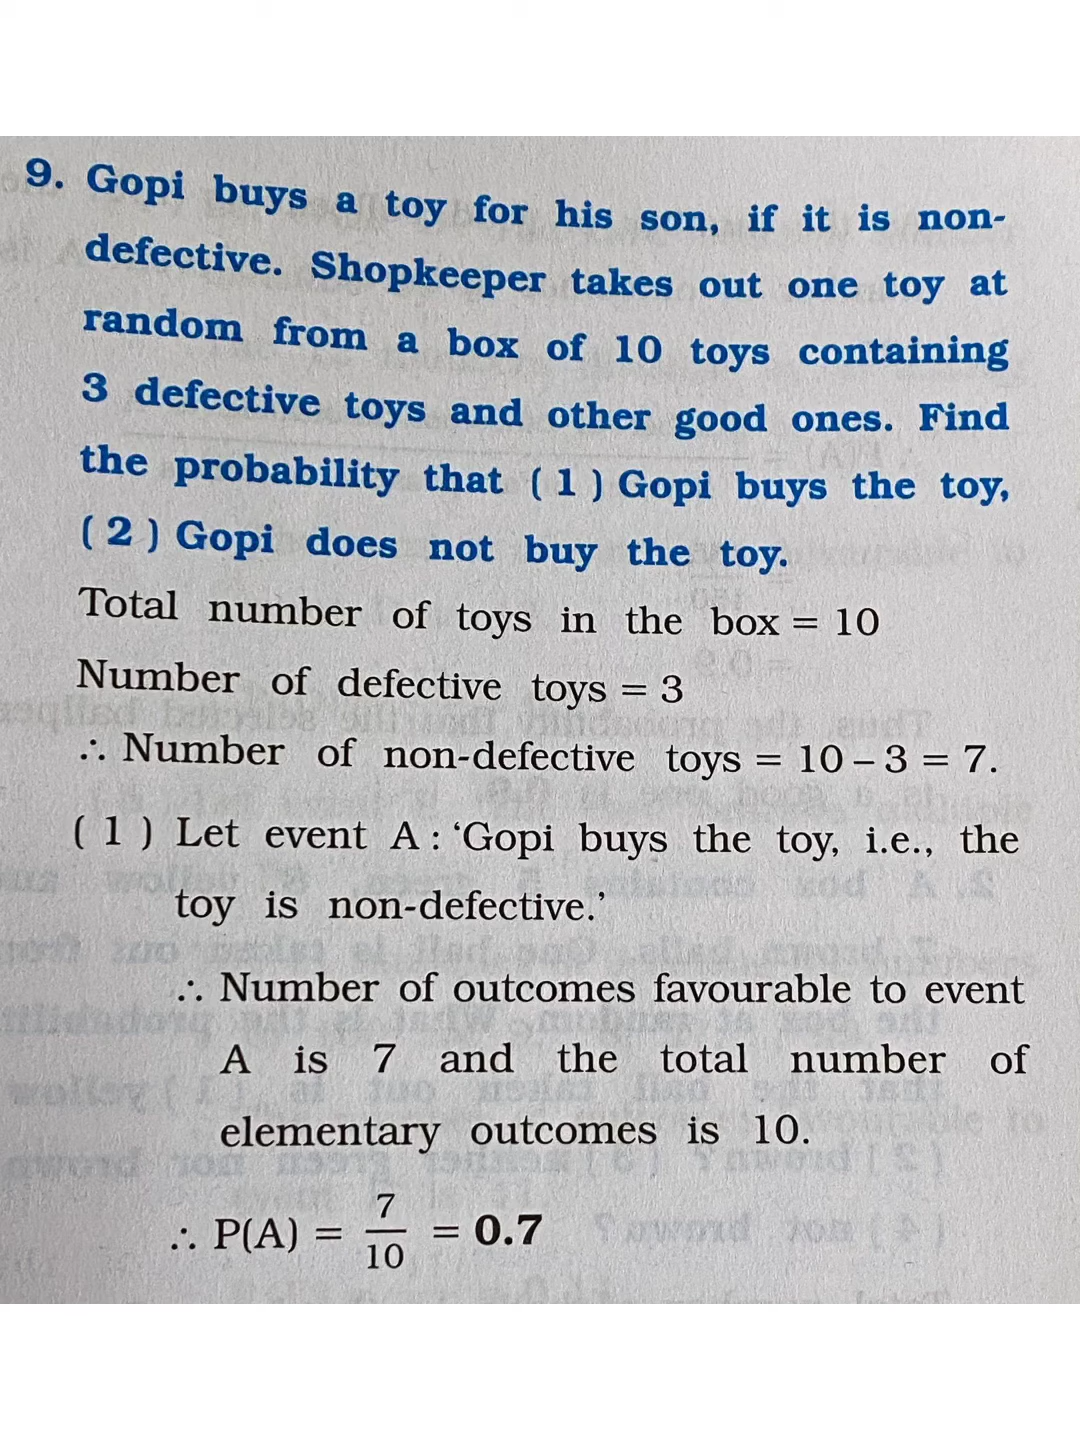 9. Gopi buys a toy for his son, if it is non-
defective. Shopkeeper takes out one toy at
random from a box of 10 toys containing
3 defective toys and other good ones. Find
the probability that ( 1 ) Gopi buys the toy,
( 2 ) Gopi does not buy the toy.
Total number of toys in the box = 10
Number of defective toys = 3
∴ Number of non-defective toys = 10 – 3 = 7.
( 1 ) Let event A : ‘Gopi buys the toy, i.e., the
toy is non-defective.’
∴ Number of outcomes favourable to event
A is 7 and the total number of
elementary outcomes is 10.
∴ P(A) = 7/10 = 0.7